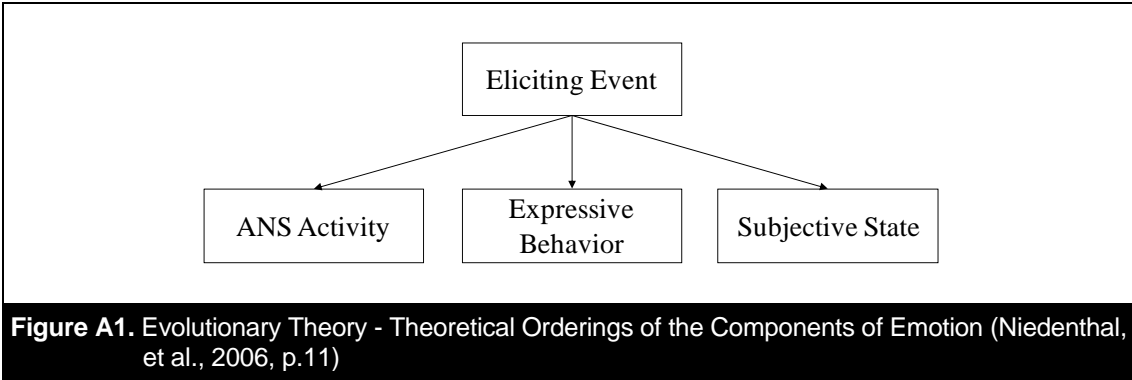 Eliciting Event
ANS Activity
Expressive
Behavior
Subjective State
Figure A1. Evolutionary Theory - Theoretical Orderings of the Components of Emotion (Niedenthal,
et al., 2006, p.11)